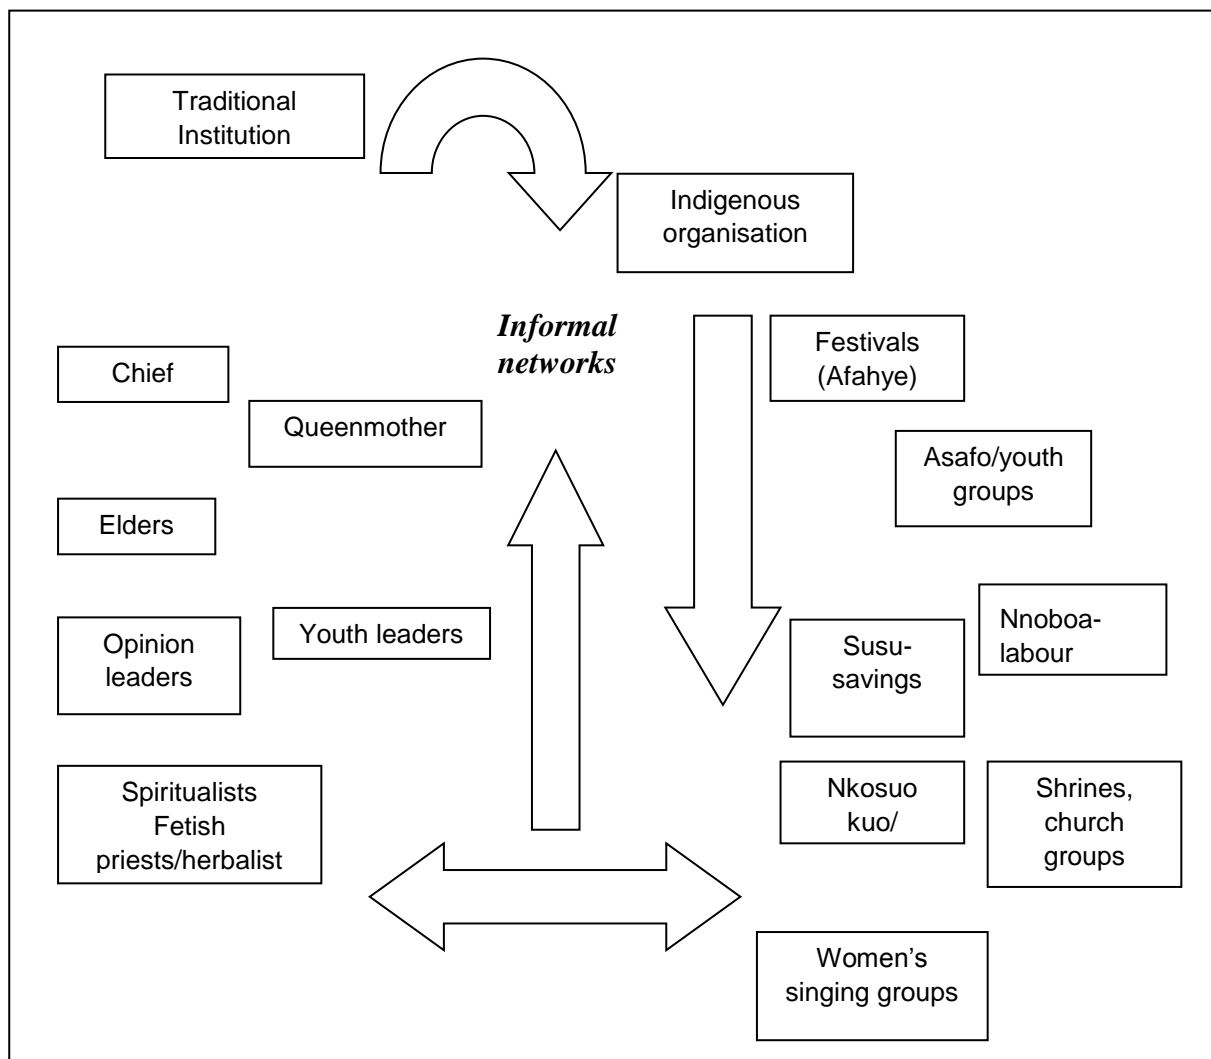 Traditional
Institution
Indigenous
organisation
Informal
networks
Festivals
(Afahye)
Chief
Queenmother
Asafo/youth
groups
Elders
Nnoboa-
labour
Youth leaders
Opinion
leaders
Susu-
savings
Spiritualists
Fetish
priests/herbalist
Nkosuo
kuo/
Shrines,
church
groups
Women’s
singing groups